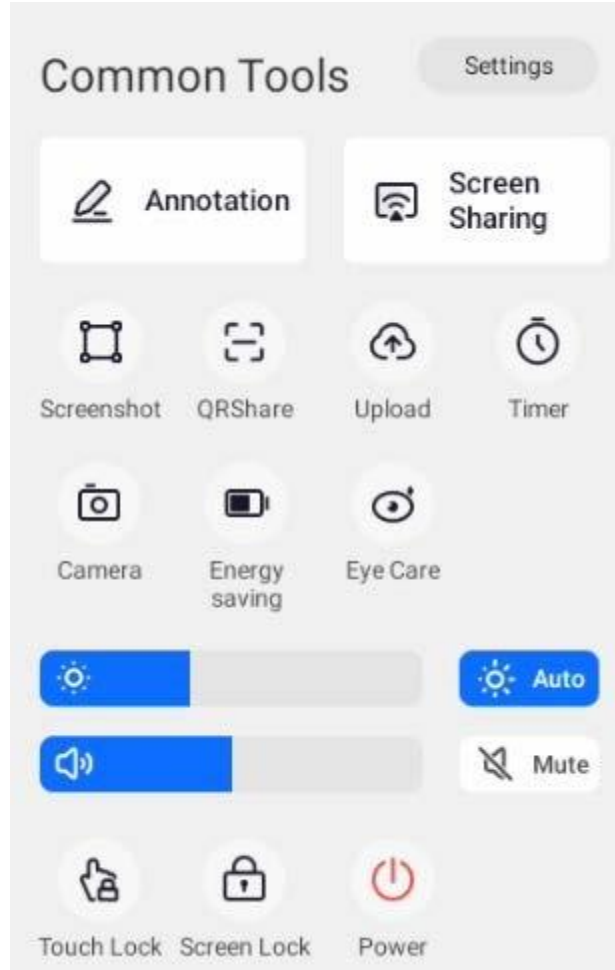 Common Tools
Settings
Annotation
Screen
Sharing
Screenshot
QRShare
Upload
Timer
Camera
Energy
saving
Eye Care
Auto
Mute
Touch Lock
Screen Lock
Power